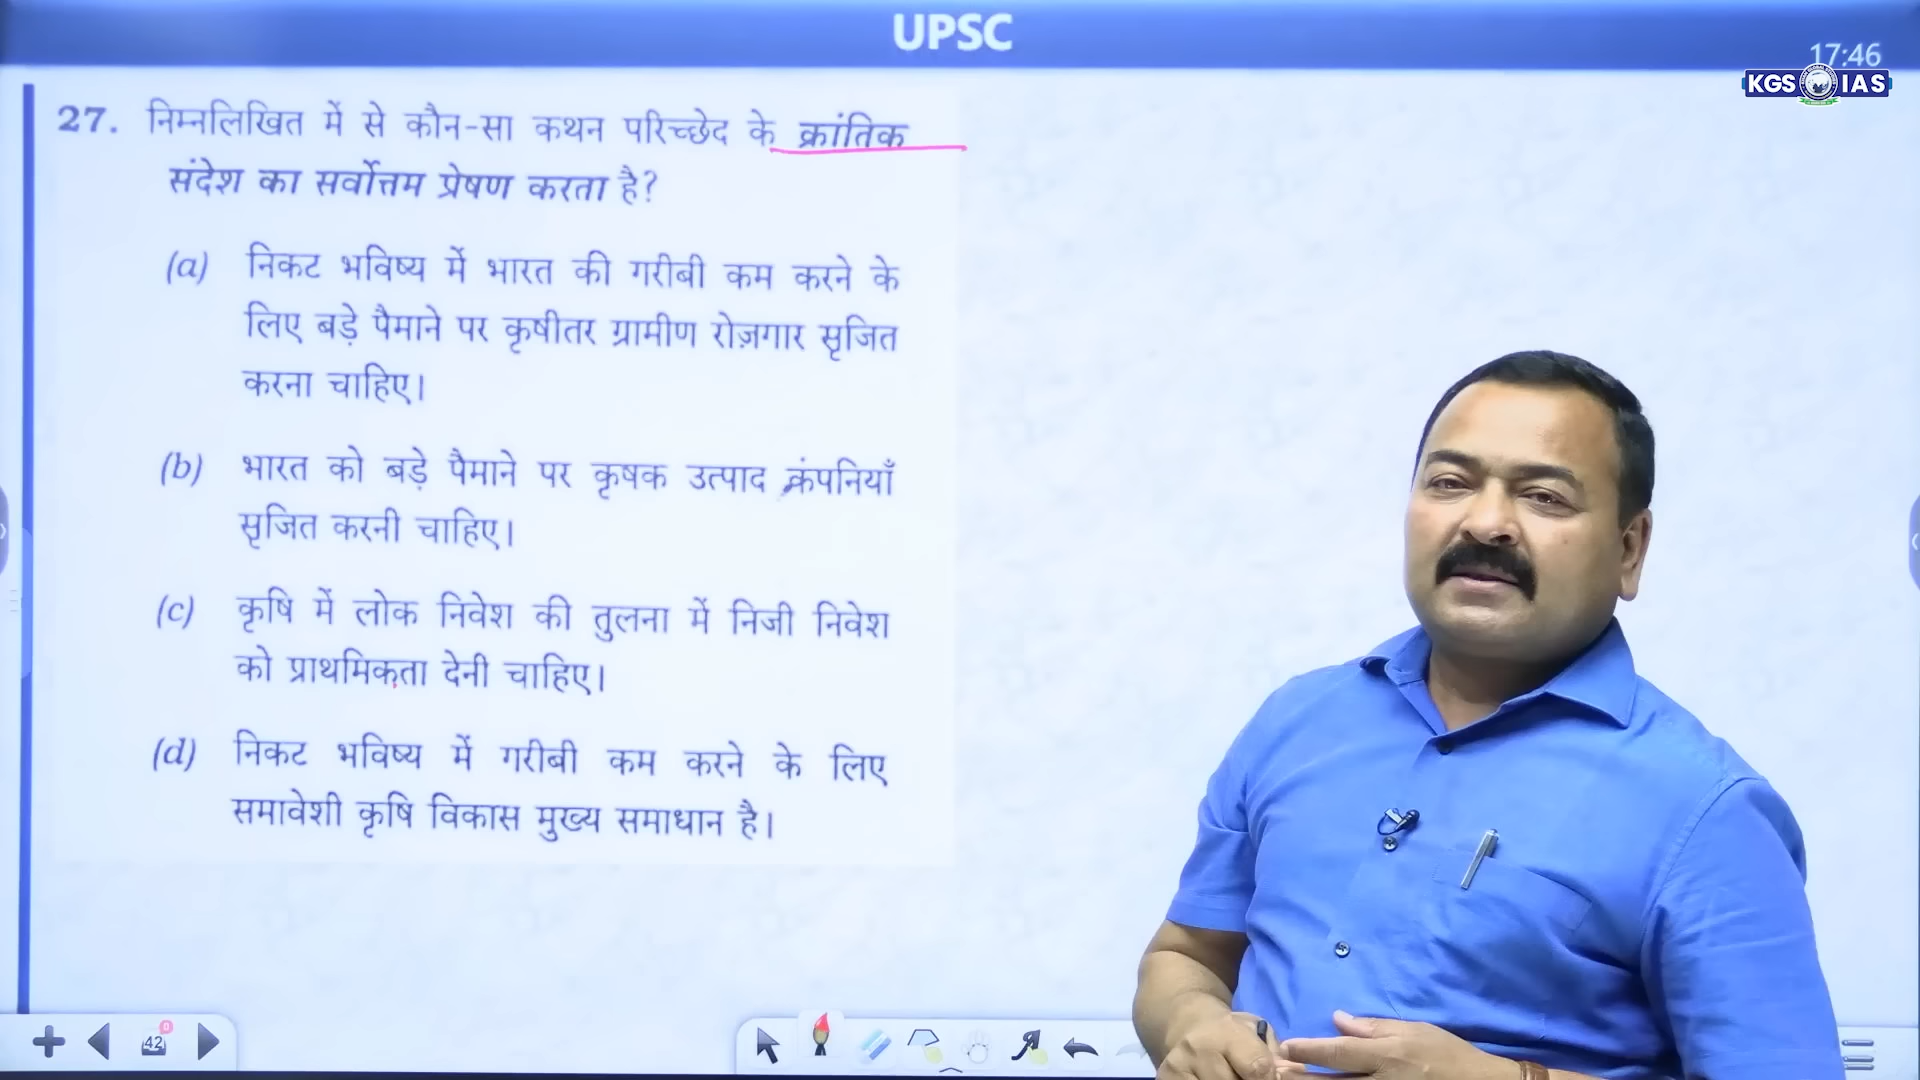 UPSC
17:46
KGS IAS
27. निम्नलिखित में से कौन-सा कथन परिच्छेद के क्रांतिक
संदेश का सर्वोत्तम प्रेषण करता है?
(a) निकट भविष्य में भारत की गरीबी कम करने के
लिए बड़े पैमाने पर कृषीतर ग्रामीण रोज़गार सृजित
करना चाहिए।
(b) भारत को बड़े पैमाने पर कृषक उत्पाद कंपनियाँ
सृजित करनी चाहिए।
(c) कृषि में लोक निवेश की तुलना में निजी निवेश
को प्राथमिकता देनी चाहिए।
(d) निकट भविष्य में गरीबी कम करने के लिए
समावेशी कृषि विकास मुख्य समाधान है।
42
0